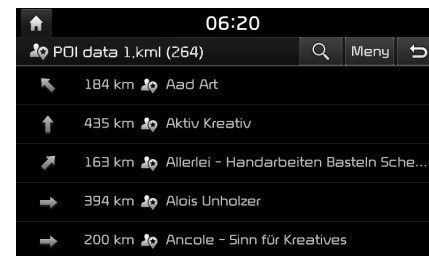 06:20
POI data 1.kml (264)
Meny
184 km Aad Art
435 km Aktiv Kreativ
163 km Allerlei - Handarbeiten Basteln Sche...
394 km Alois Unholzer
200 km Ancole - Sinn für Kreatives